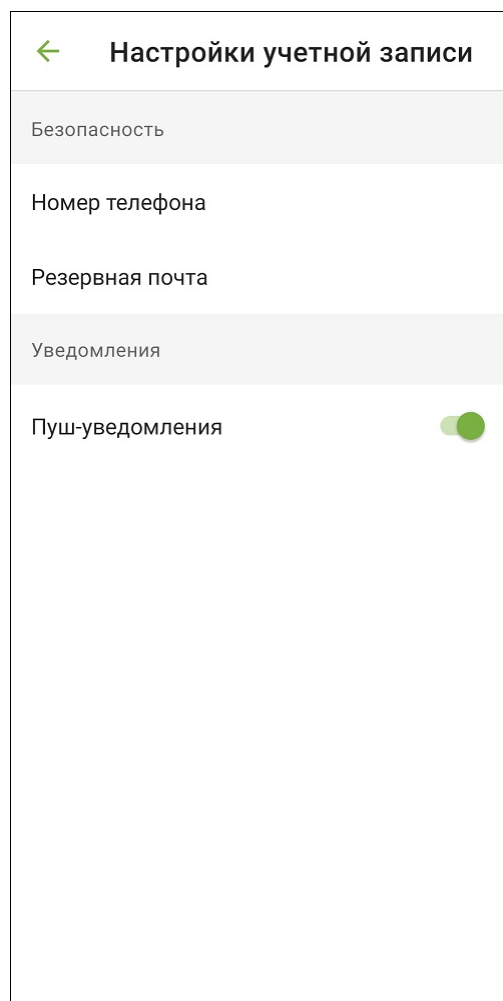 Настройки учетной записи
Безопасность
Номер телефона
Резервная почта
Уведомления
Пуш-уведомления